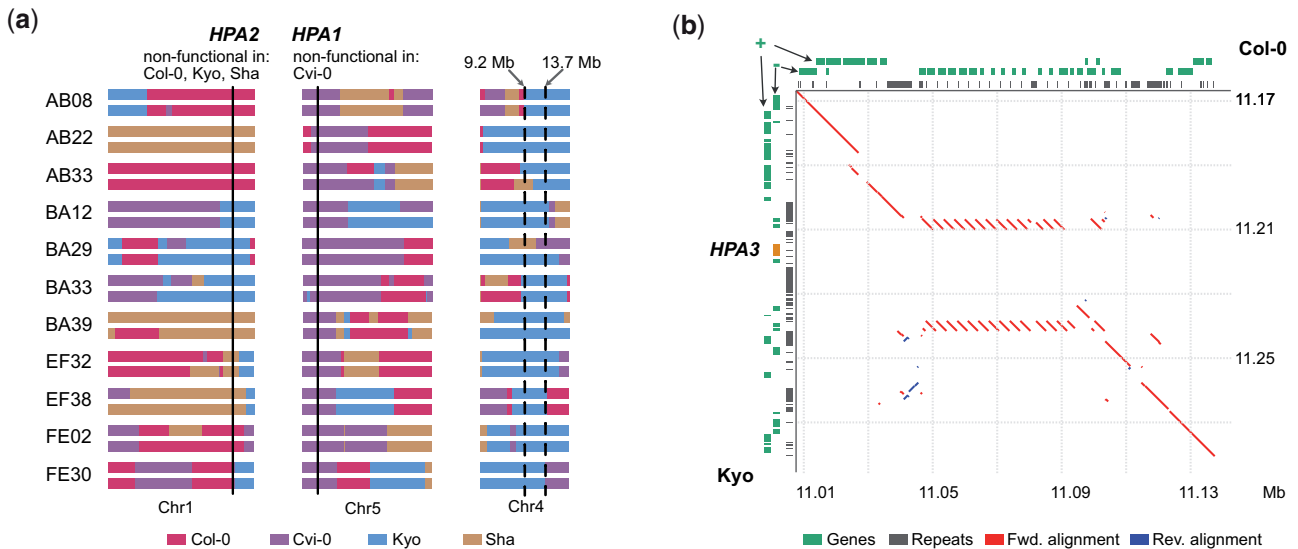 (a)
HPA2 HPA1
non-functional in: non-functional in:
Col-0, Kyo, Sha Cvi-0
9.2 Mb 13.7 Mb
AB08
AB22
AB33
BA12
BA29
BA33
BA39
EF32
EF38
FE02
FE30
Chr1 Chr5 Chr4
Col-0 Cvi-0 Kyo Sha
(b)
+
-
Col-0
11.17
11.21
HPA3
11.25
Kyo
11.01 11.05 11.09 11.13 Mb
Genes Repeats Fwd. alignment Rev. alignment